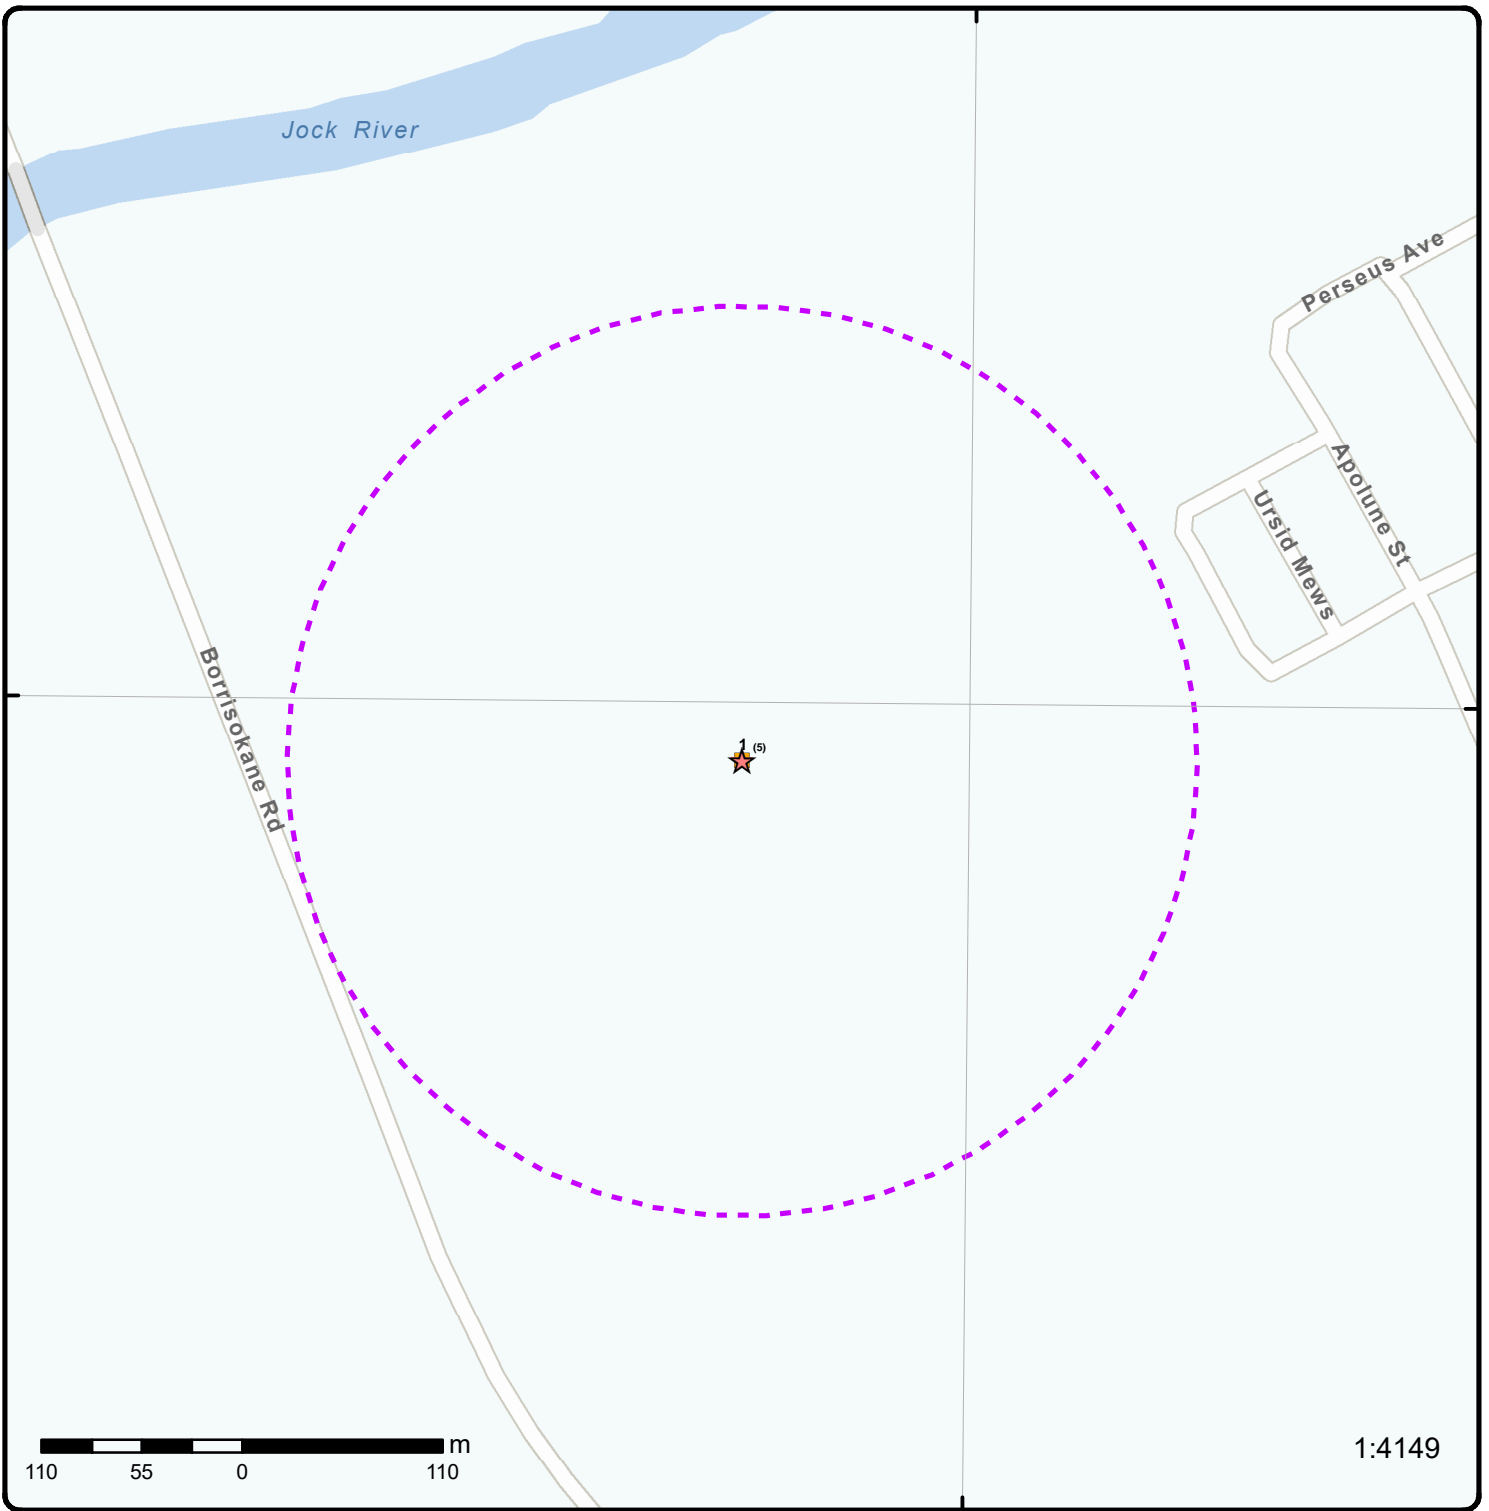 Jock River
Perseus Ave
Apolune St
Ursid Mews
Borrisokane Rd
1 (5)
m
110 55 0 110
1:4149